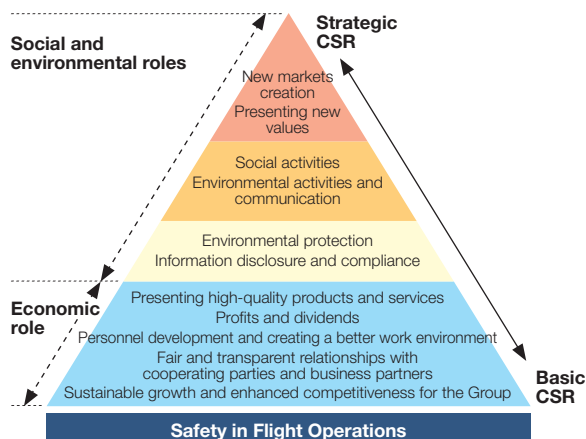 Strategic
CSR
Social and
environmental roles
New markets
creation
Presenting new
values
Social activities
Environmental activities and
communication
Environmental protection
Information disclosure and compliance
Economic
role
Presenting high-quality products and services
Profits and dividends
Personnel development and creating a better work environment
Fair and transparent relationships with
cooperating parties and business partners
Sustainable growth and enhanced competitiveness for the Group
Basic
CSR
Safety in Flight Operations